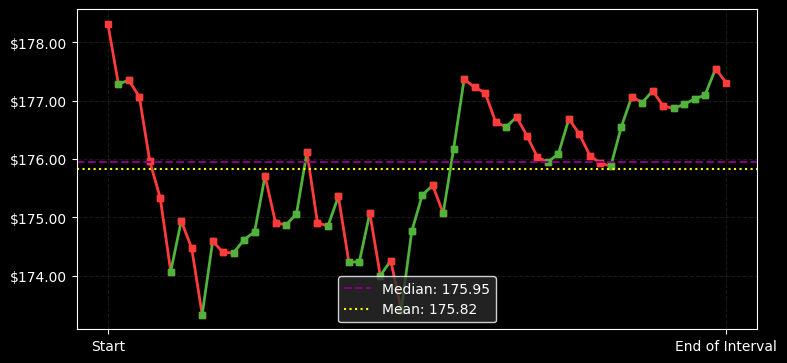 $178.00
$177.00
$176.00
$175.00
$174.00
Median: 175.95
Mean: 175.82
Start
End of Interval